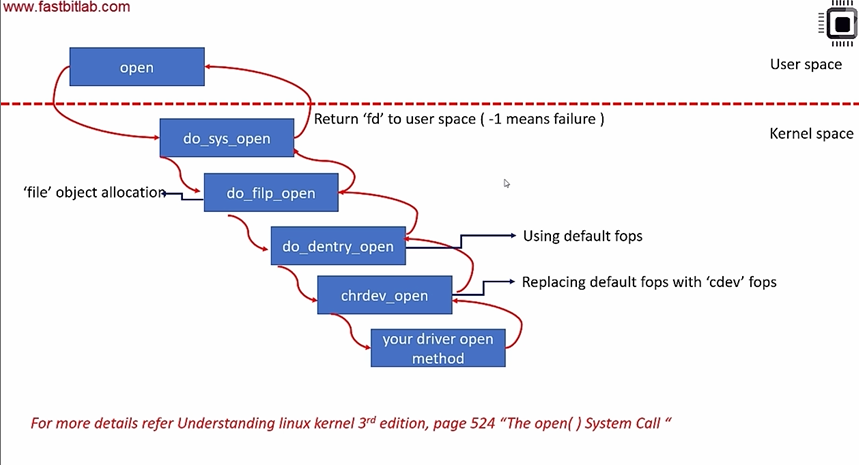 www.fastbitlab.com
open
User space
Return ‘fd’ to user space ( -1 means failure )
Kernel space
do_sys_open
‘file’ object allocation
do_filp_open
do_dentry_open
Using default fops
chrdev_open
Replacing default fops with ‘cdev’ fops
your driver open
method
For more details refer Understanding linux kernel 3rd edition, page 524 “The open( ) System Call “